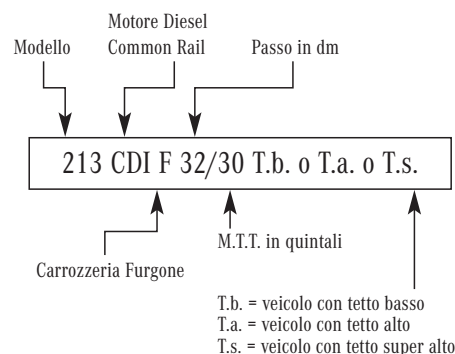 Motore Diesel
Modello Common Rail Passo in dm
213 CDI F 32/30 T.b. o T.a. o T.s.
M.T.T. in quintali
Carrozzeria Furgone
T.b. = veicolo con tetto basso
T.a. = veicolo con tetto alto
T.s. = veicolo con tetto super alto